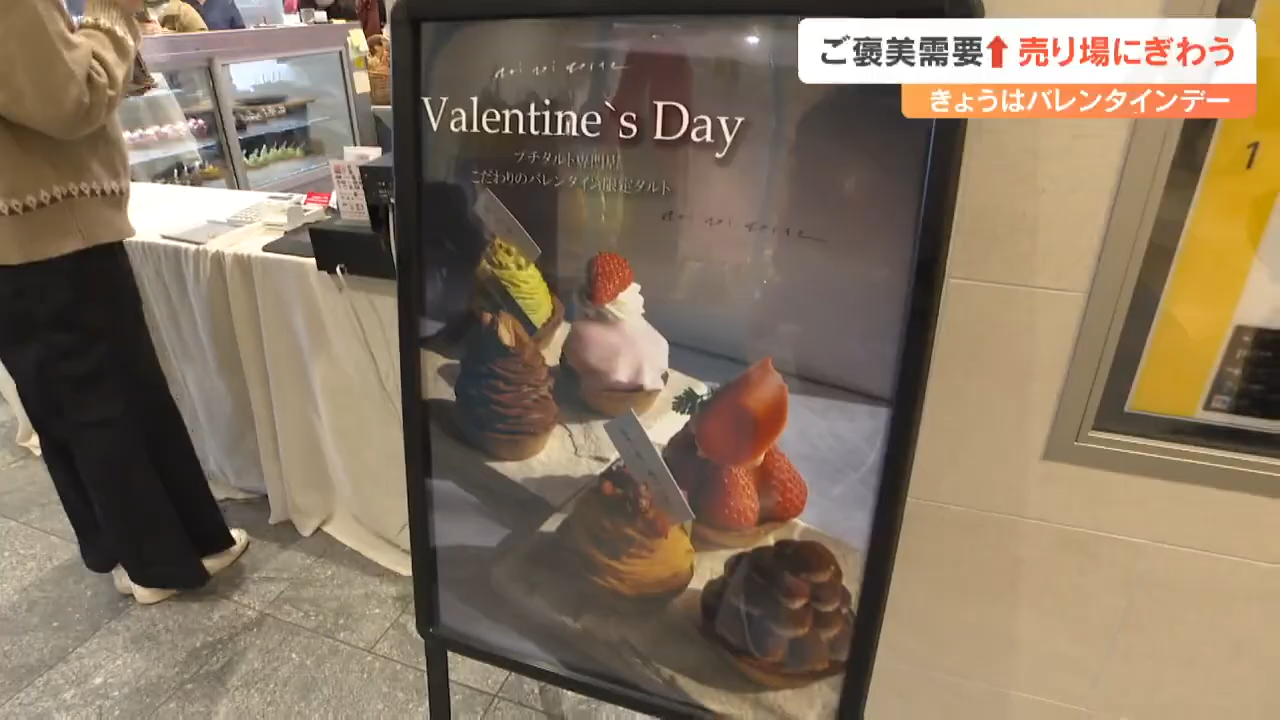 ご褒美需要↑売り場にぎわう
きょうはバレンタインデー
Valentine`s Day
プチタルト専門店
こだわりのバレンタイン限定タルト
1